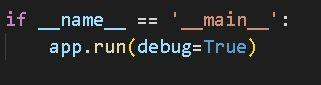 if __name__ == '__main__':
    app.run(debug=True)